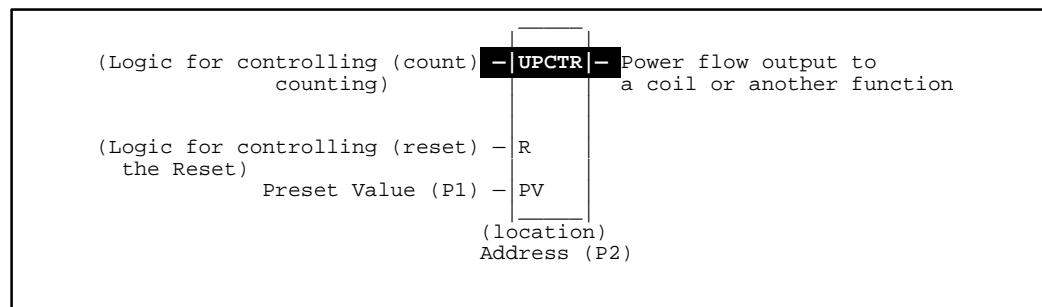 (Logic for controlling (count) —|UPCTR|— Power flow output to
counting) a coil or another function
(Logic for controlling (reset) —|R
the Reset)
Preset Value (P1) —|PV
(location)
Address (P2)